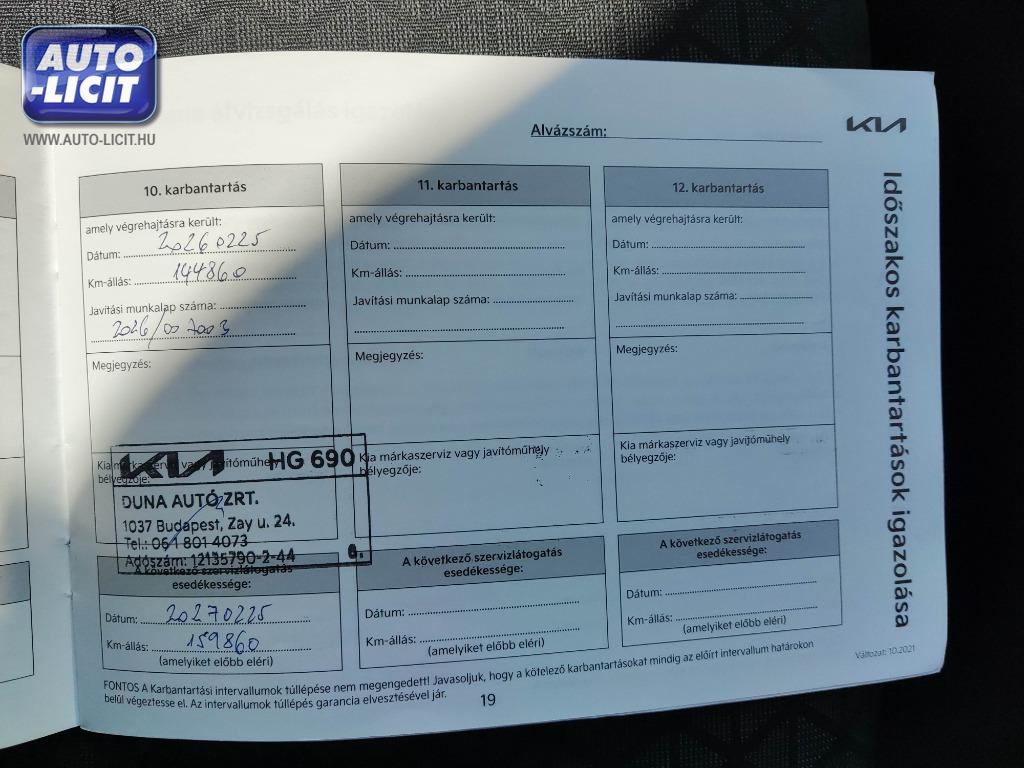 AUTO
-LICIT
WWW.AUTO-LICIT.HU
Alvázszám:
KIA
Időszakos karbantartások igazolása
10. karbantartás
amely végrehajtásra került:
Dátum: 20260225
Km-állás: 144860
Javítási munkalap száma:
2026/007003
Megjegyzés:
Kia márkaszerviz vagy javítóműhely
bélyegzője:
KIA HG 690
DUNA AUTÓ ZRT.
1037 Budapest, Zay u. 24.
Tel.: 06 1 801 4073
Adószám: 12135790-2-44 6.
A következő szervizlátogatás
esedékessége:
Dátum: 20270225
Km-állás: 159860
(amelyiket előbb eléri)
11. karbantartás
amely végrehajtásra került:
Dátum:
Km-állás:
Javítási munkalap száma:
Megjegyzés:
Kia márkaszerviz vagy javítóműhely
bélyegzője:
A következő szervizlátogatás
esedékessége:
Dátum:
Km-állás:
(amelyiket előbb eléri)
12. karbantartás
amely végrehajtásra került:
Dátum:
Km-állás:
Javítási munkalap száma:
Megjegyzés:
Kia márkaszerviz vagy javítóműhely
bélyegzője:
A következő szervizlátogatás
esedékessége:
Dátum:
Km-állás:
(amelyiket előbb eléri)
FONTOS A Karbantartási intervallumok túllépése nem megengedett! Javasoljuk, hogy a kötelező karbantartásokat mindig az előírt intervallum határokon
belül végeztesse el. Az intervallumok túllépés garancia elvesztésével jár.
19
Változat: 10.2021